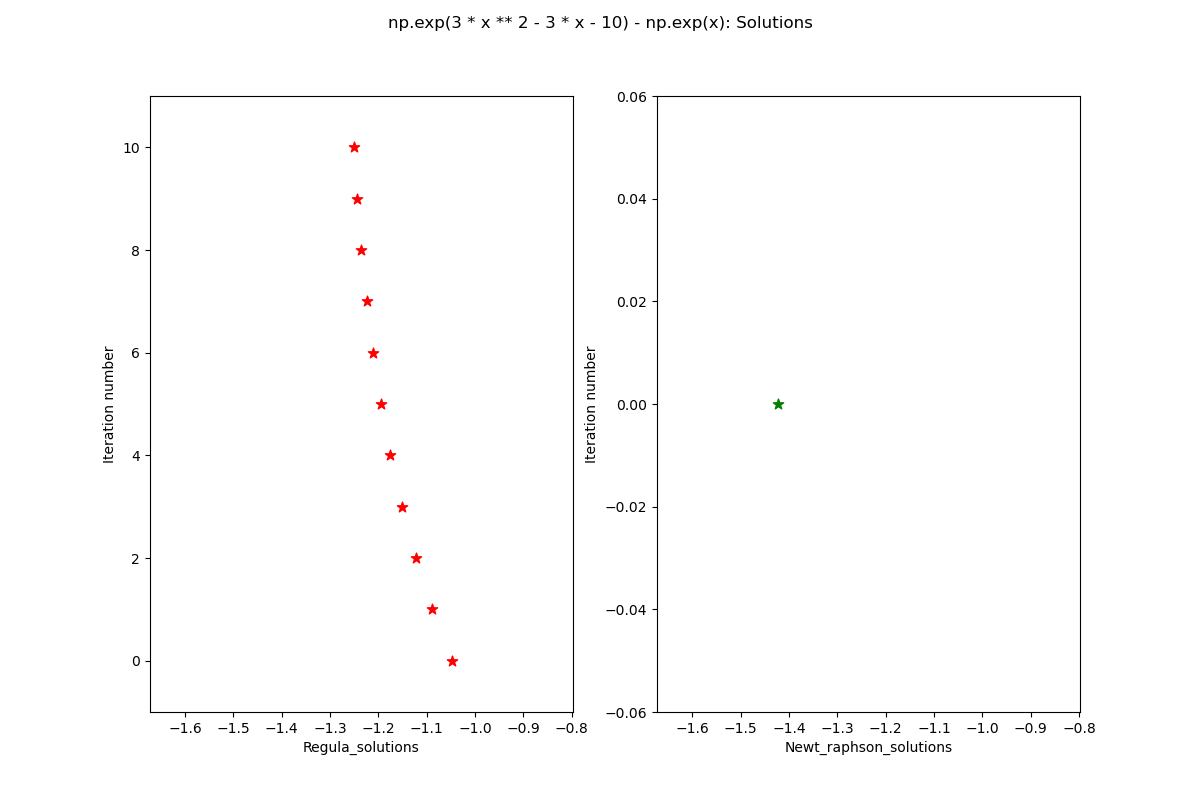 np.exp(3 * x ** 2 - 3 * x - 10) - np.exp(x): Solutions
10
8
6
4
2
0
Iteration number
−1.6 −1.5 −1.4 −1.3 −1.2 −1.1 −1.0 −0.9 −0.8
Regula_solutions
0.06
0.04
0.02
0.00
−0.02
−0.04
−0.06
Iteration number
−1.6 −1.5 −1.4 −1.3 −1.2 −1.1 −1.0 −0.9 −0.8
Newt_raphson_solutions